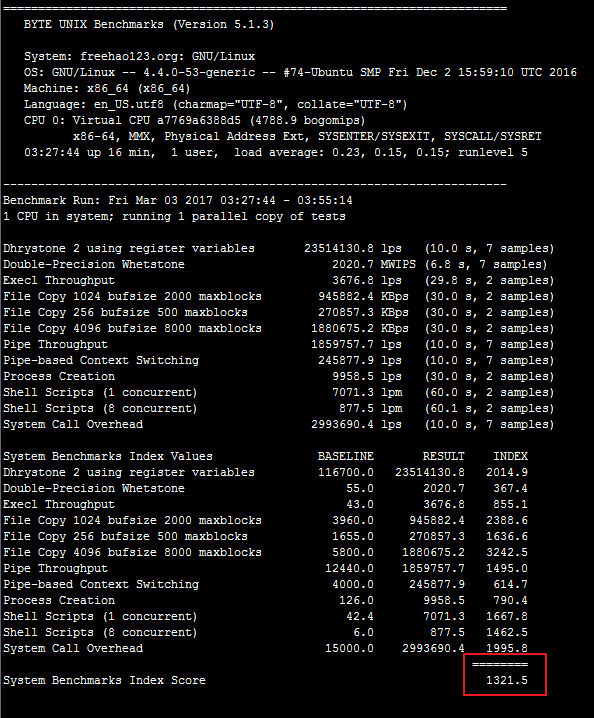 ========================================================================
   BYTE UNIX Benchmarks (Version 5.1.3)

   System: freehao123.org: GNU/Linux
   OS: GNU/Linux -- 4.4.0-53-generic -- #74-Ubuntu SMP Fri Dec 2 15:59:10 UTC 2016
   Machine: x86_64 (x86_64)
   Language: en_US.utf8 (charmap="UTF-8", collate="UTF-8")
   CPU 0: Virtual CPU a7769a6388d5 (4788.9 bogomips)
          x86-64, MMX, Physical Address Ext, SYSENTER/SYSEXIT, SYSCALL/SYSRET
   03:27:44 up 16 min,  1 user,  load average: 0.23, 0.15, 0.15; runlevel 5

------------------------------------------------------------------------
Benchmark Run: Fri Mar 03 2017 03:27:44 - 03:55:14
1 CPU in system; running 1 parallel copy of tests

Dhrystone 2 using register variables       23514130.8 lps   (10.0 s, 7 samples)
Double-Precision Whetstone                     2020.7 MWIPS (6.8 s, 7 samples)
Execl Throughput                               3676.8 lps   (29.8 s, 2 samples)
File Copy 1024 bufsize 2000 maxblocks        945882.4 KBps  (30.0 s, 2 samples)
File Copy 256 bufsize 500 maxblocks          270857.3 KBps  (30.0 s, 2 samples)
File Copy 4096 bufsize 8000 maxblocks       1880675.2 KBps  (30.0 s, 2 samples)
Pipe Throughput                             1859757.7 lps   (10.0 s, 7 samples)
Pipe-based Context Switching                 245877.9 lps   (10.0 s, 7 samples)
Process Creation                               9958.5 lps   (30.0 s, 2 samples)
Shell Scripts (1 concurrent)                   7071.3 lpm   (60.0 s, 2 samples)
Shell Scripts (8 concurrent)                    877.5 lpm   (60.1 s, 2 samples)
System Call Overhead                        2993690.4 lps   (10.0 s, 7 samples)

System Benchmarks Index Values               BASELINE       RESULT    INDEX
Dhrystone 2 using register variables         116700.0   23514130.8   2014.9
Double-Precision Whetstone                       55.0       2020.7    367.4
Execl Throughput                                 43.0       3676.8    855.1
File Copy 1024 bufsize 2000 maxblocks          3960.0     945882.4   2388.6
File Copy 256 bufsize 500 maxblocks            1655.0     270857.3   1636.6
File Copy 4096 bufsize 8000 maxblocks          5800.0    1880675.2   3242.5
Pipe Throughput                               12440.0    1859757.7   1495.0
Pipe-based Context Switching                   4000.0     245877.9    614.7
Process Creation                                126.0       9958.5    790.4
Shell Scripts (1 concurrent)                     42.4       7071.3   1667.8
Shell Scripts (8 concurrent)                      6.0        877.5   1462.5
System Call Overhead                          15000.0    2993690.4   1995.8
                                                                   ========
System Benchmarks Index Score                                        1321.5